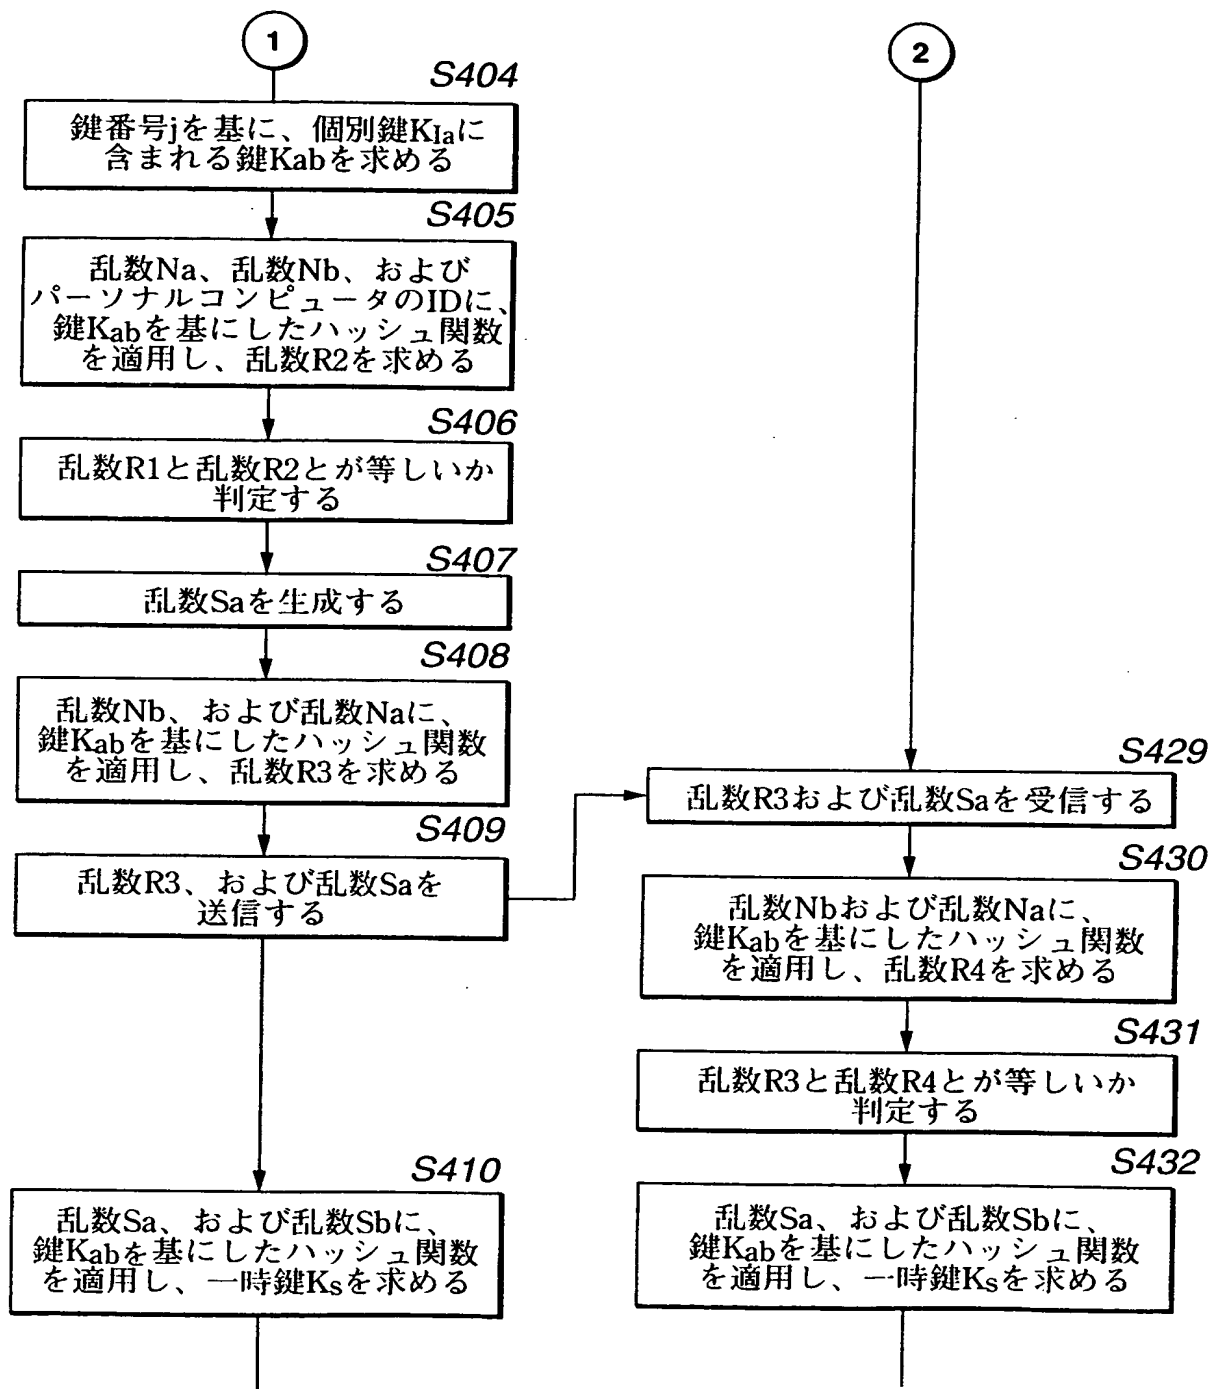 1
S404
鍵番号jを基に、個別鍵KIaに
含まれる鍵Kabを求める
S405
乱数Na、乱数Nb、および
パーソナルコンピュータのIDに、
鍵Kabを基にしたハッシュ関数
を適用し、乱数R2を求める
S406
乱数R1と乱数R2とが等しいか
判定する
S407
乱数Saを生成する
S408
乱数Nb、および乱数Naに、
鍵Kabを基にしたハッシュ関数
を適用し、乱数R3を求める
S409
乱数R3、および乱数Saを
送信する
S410
乱数Sa、および乱数Sbに、
鍵Kabを基にしたハッシュ関数
を適用し、一時鍵Ksを求める
2
S429
乱数R3および乱数Saを受信する
S430
乱数Nbおよび乱数Naに、
鍵Kabを基にしたハッシュ関数
を適用し、乱数R4を求める
S431
乱数R3と乱数R4とが等しいか
判定する
S432
乱数Sa、および乱数Sbに、
鍵Kabを基にしたハッシュ関数
を適用し、一時鍵Ksを求める